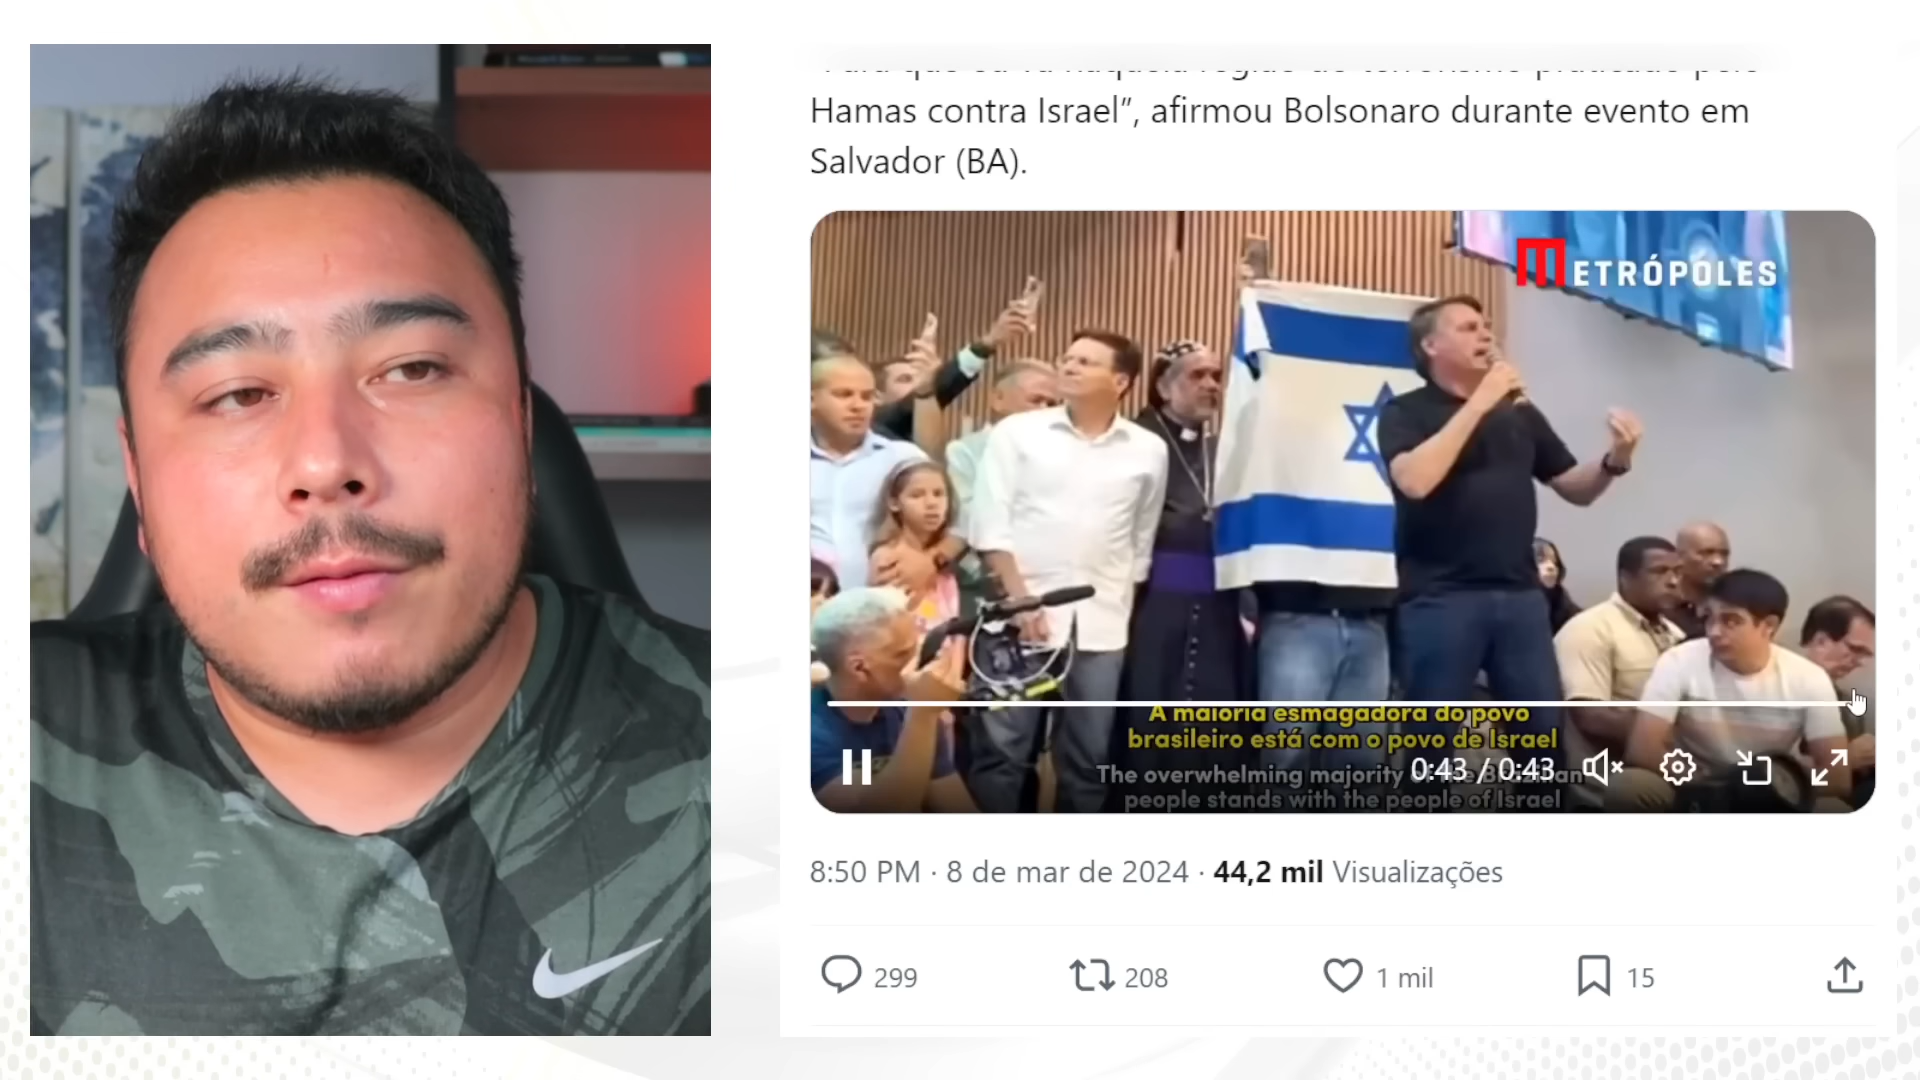 Hamas contra Israel”, afirmou Bolsonaro durante evento em
Salvador (BA).
METRÓPOLES
A maioria esmagadora do povo
brasileiro está com o povo de Israel
The overwhelming majority
people stands with the people of Israel
0:43 / 0:43
8:50 PM · 8 de mar de 2024 · 44,2 mil Visualizações
299
208
1 mil
15